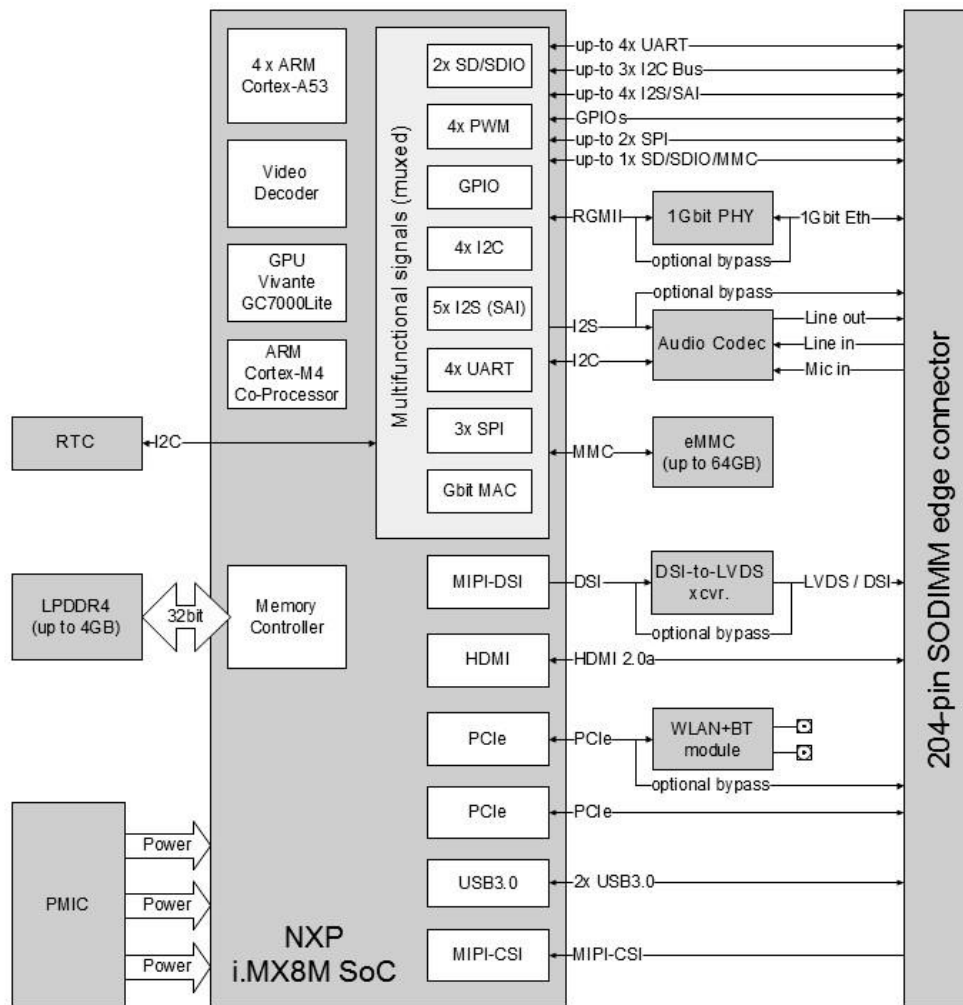 4 x ARM
Cortex-A53
Video
Decoder
GPU
Vivante
GC7000Lite
ARM
Cortex-M4
Co-Processor
Multifunctional signals (muxed)
2x SD/SDIO
4x PWM
GPIO
4x I2C
5x I2S (SAI)
4x UART
3x SPI
Gbit MAC
up-to 4x UART
up-to 3x I2C Bus
up-to 4x I2S/SAI
GPIOs
up-to 2x SPI
up-to 1x SD/SDIO/MMC
RGMII
1Gbit PHY
1Gbit Eth
optional bypass
optional bypass
I2S
Audio Codec
Line out
Line in
Mic in
I2C
RTC
I2C
MMC
eMMC
(up to 64GB)
LPDDR4
(up to 4GB)
32bit
Memory
Controller
MIPI-DSI
DSI
DSI-to-LVDS
xcvr.
LVDS / DSI
optional bypass
HDMI
HDMI 2.0a
PCIe
PCIe
WLAN+BT
module
optional bypass
PCIe
PCIe
USB3.0
2x USB3.0
MIPI-CSI
MIPI-CSI
PMIC
Power
Power
Power
NXP
i.MX8M SoC
204-pin SODIMM edge connector